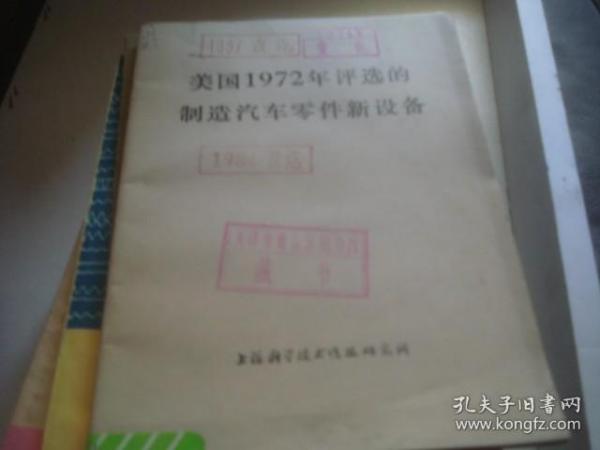 美国1972年评选的
制造汽车零件新设备
藏书
上海科学技术情报研究所
孔夫子旧书网
www.kongfz.com